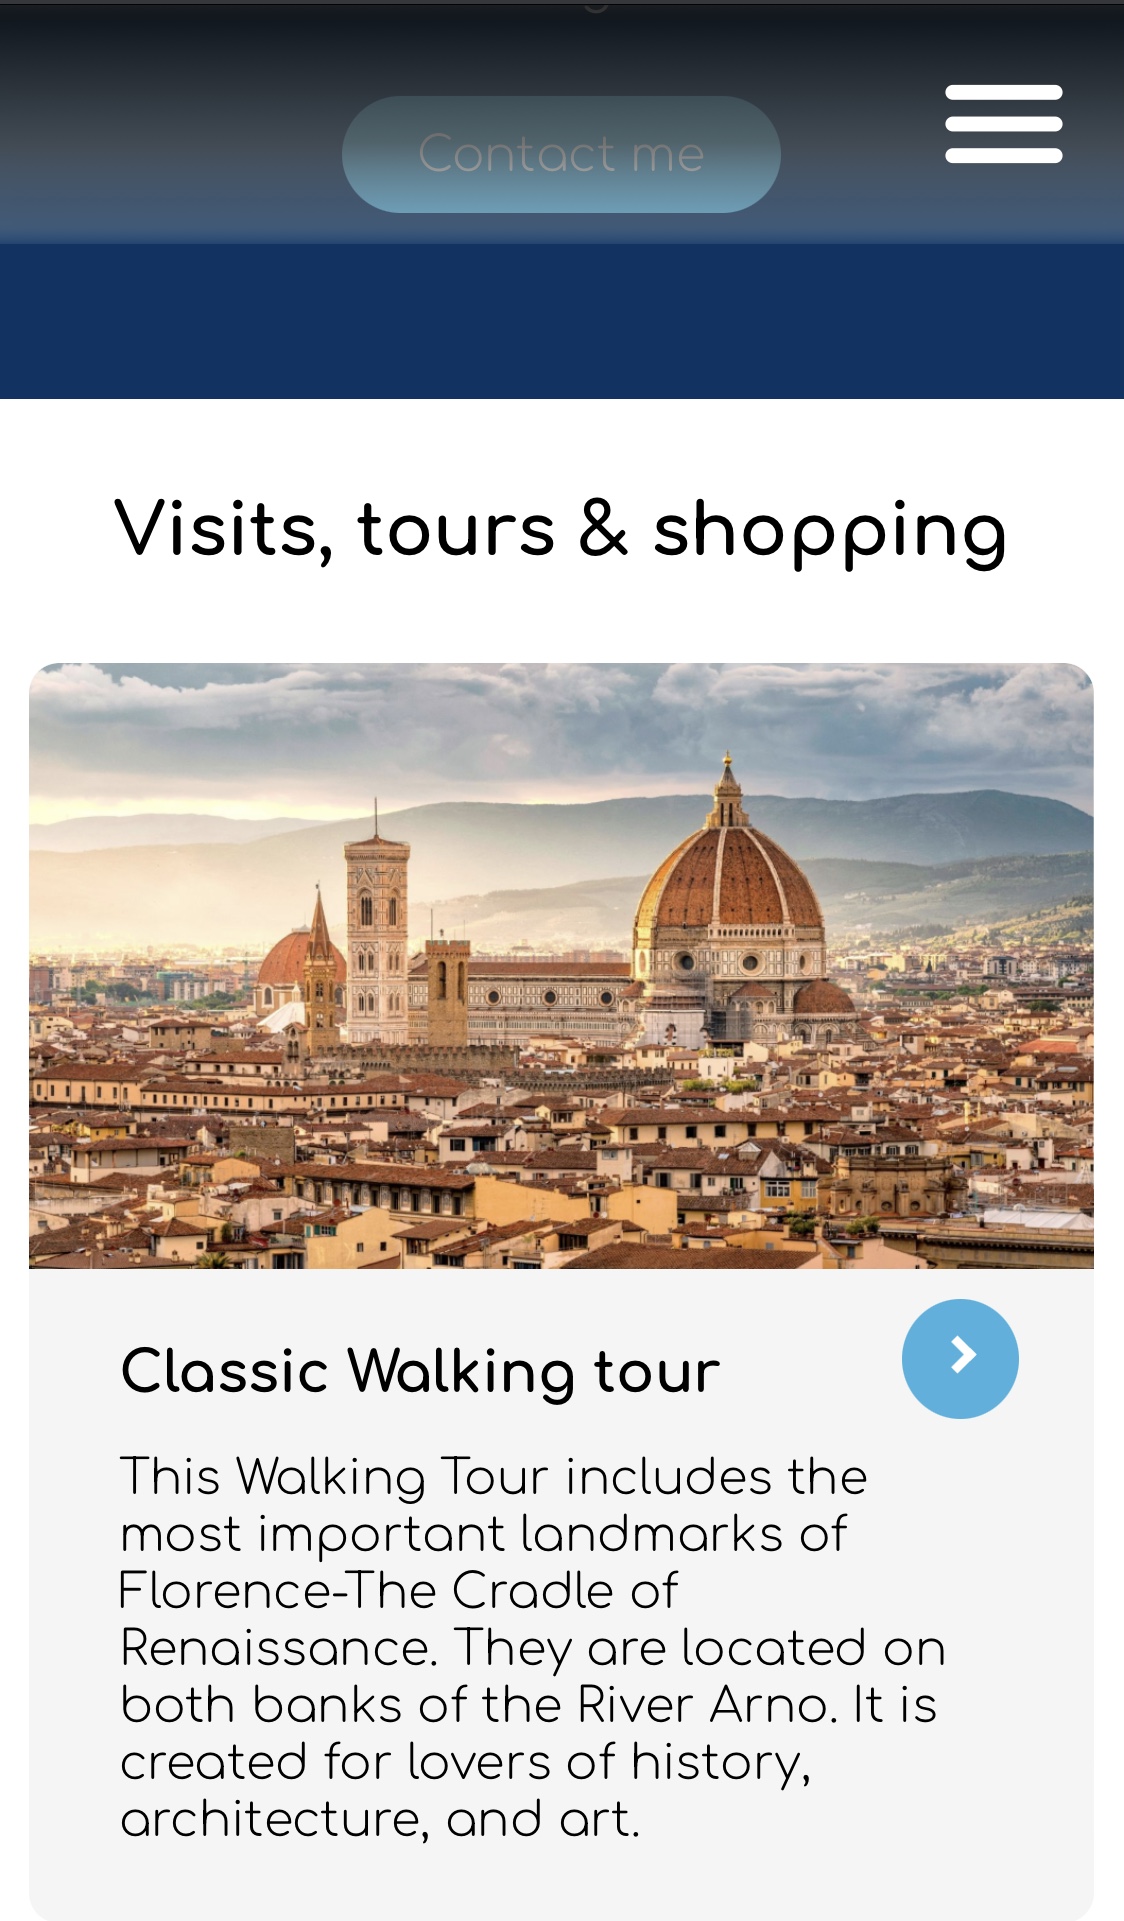 Contact me
Visits, tours & shopping
Classic Walking tour
This Walking Tour includes the
most important landmarks of
Florence-The Cradle of
Renaissance. They are located on
both banks of the River Arno. It is
created for lovers of history,
architecture, and art.